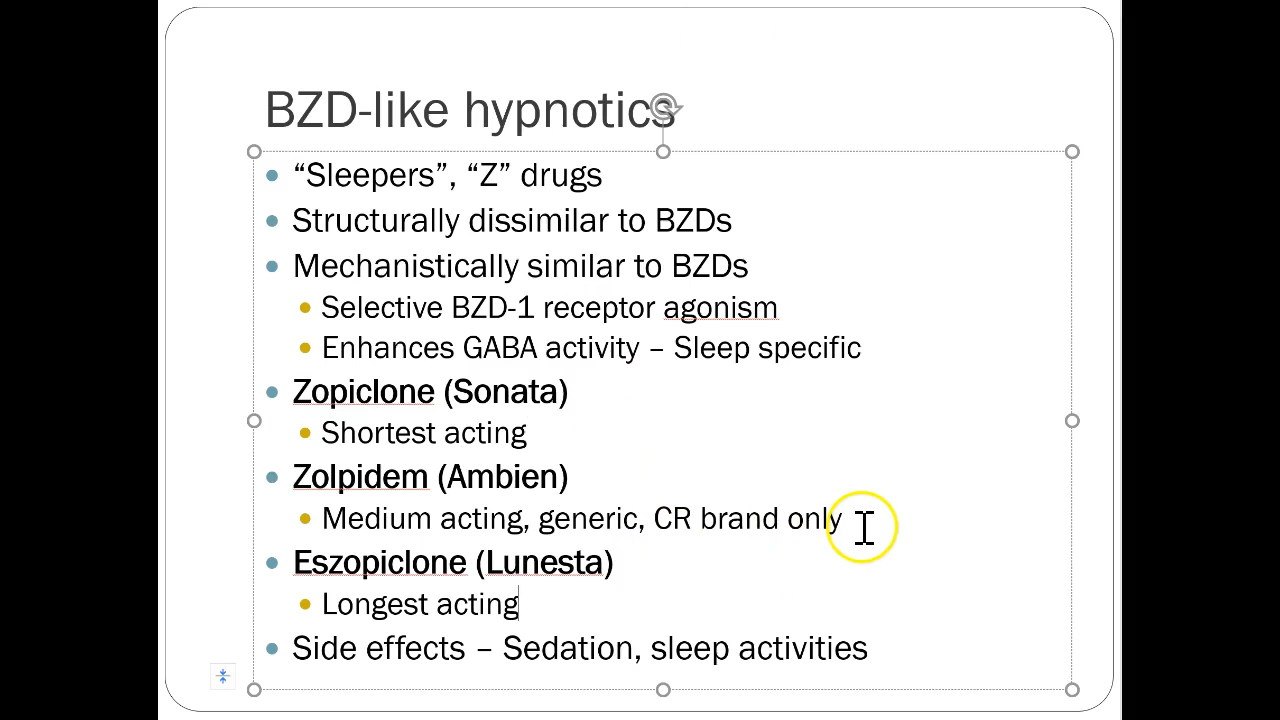 BZD-like hypnotics
“Sleepers”, “Z” drugs
Structurally dissimilar to BZDs
Mechanistically similar to BZDs
Selective BZD-1 receptor agonism
Enhances GABA activity – Sleep specific
Zopiclone (Sonata)
Shortest acting
Zolpidem (Ambien)
Medium acting, generic, CR brand only
Eszopiclone (Lunesta)
Longest acting
Side effects – Sedation, sleep activities